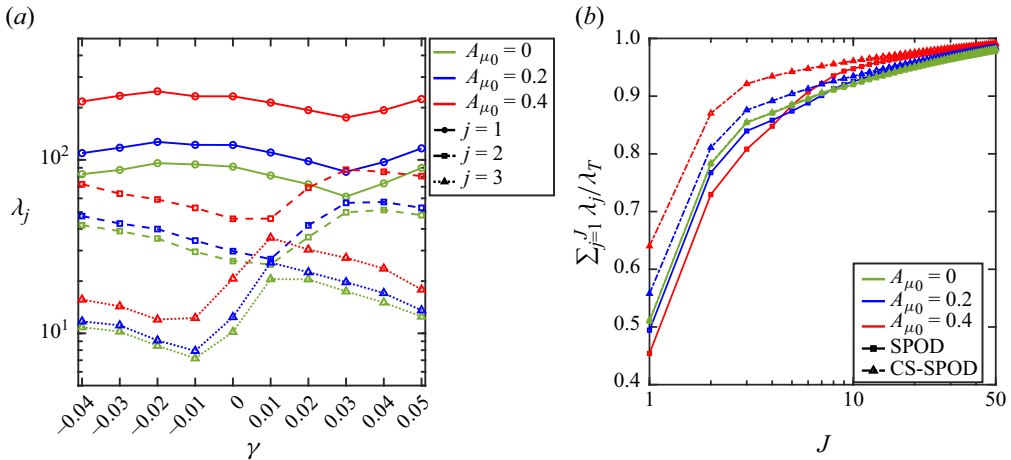 (a)
(b)
A_{μ0} = 0
A_{μ0} = 0.2
A_{μ0} = 0.4
j = 1
j = 2
j = 3
10^2
10^1
λ_j
−0.04
−0.03
−0.02
−0.01
0
0.01
0.02
0.03
0.04
0.05
γ
1.0
0.9
0.8
0.7
0.6
0.5
0.4
∑_{j=1}^{J} λ_j/λ_T
A_{μ0} = 0
A_{μ0} = 0.2
A_{μ0} = 0.4
SPOD
CS-SPOD
1
10
50
J